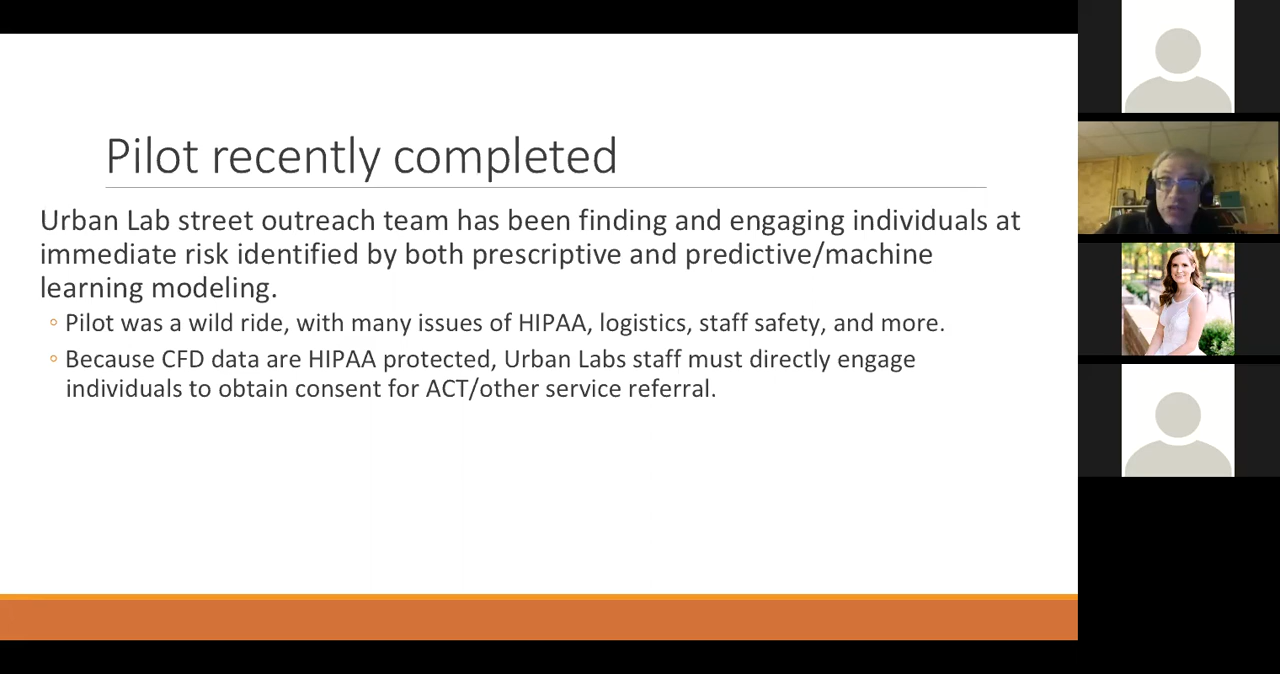 Pilot recently completed
Urban Lab street outreach team has been finding and engaging individuals at
immediate risk identified by both prescriptive and predictive/machine
learning modeling.
◦ Pilot was a wild ride, with many issues of HIPAA, logistics, staff safety, and more.
◦ Because CFD data are HIPAA protected, Urban Labs staff must directly engage
individuals to obtain consent for ACT/other service referral.